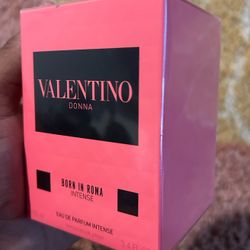 VALENTINO
DONNA
BORN IN ROMA
INTENSE
EAU DE PARFUM INTENSE